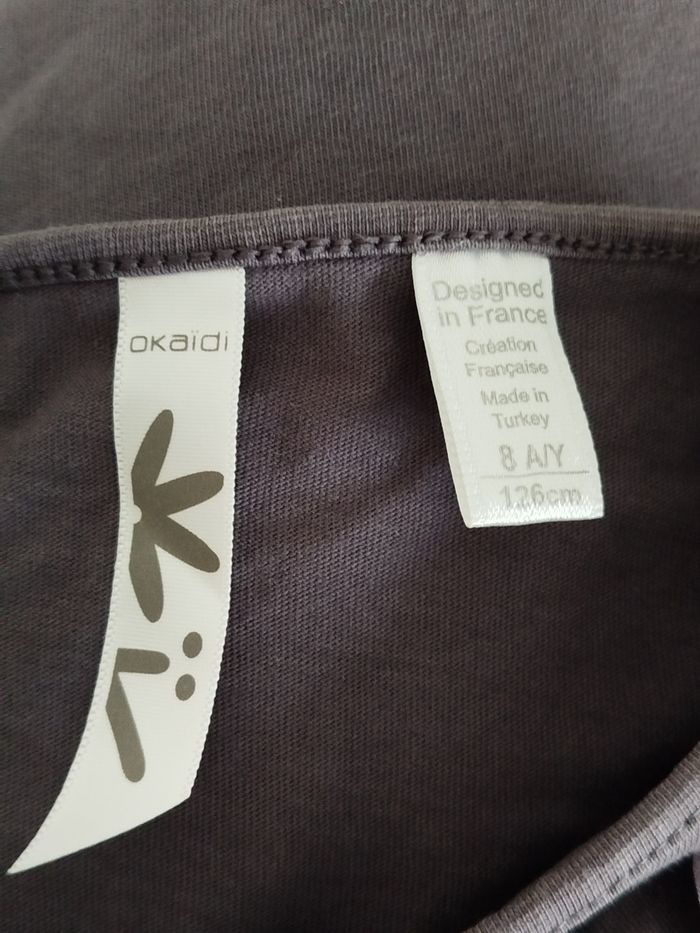 oKaïdi
Designed
in France
Création
Française
Made in
Turkey
8 A/Y
126cm